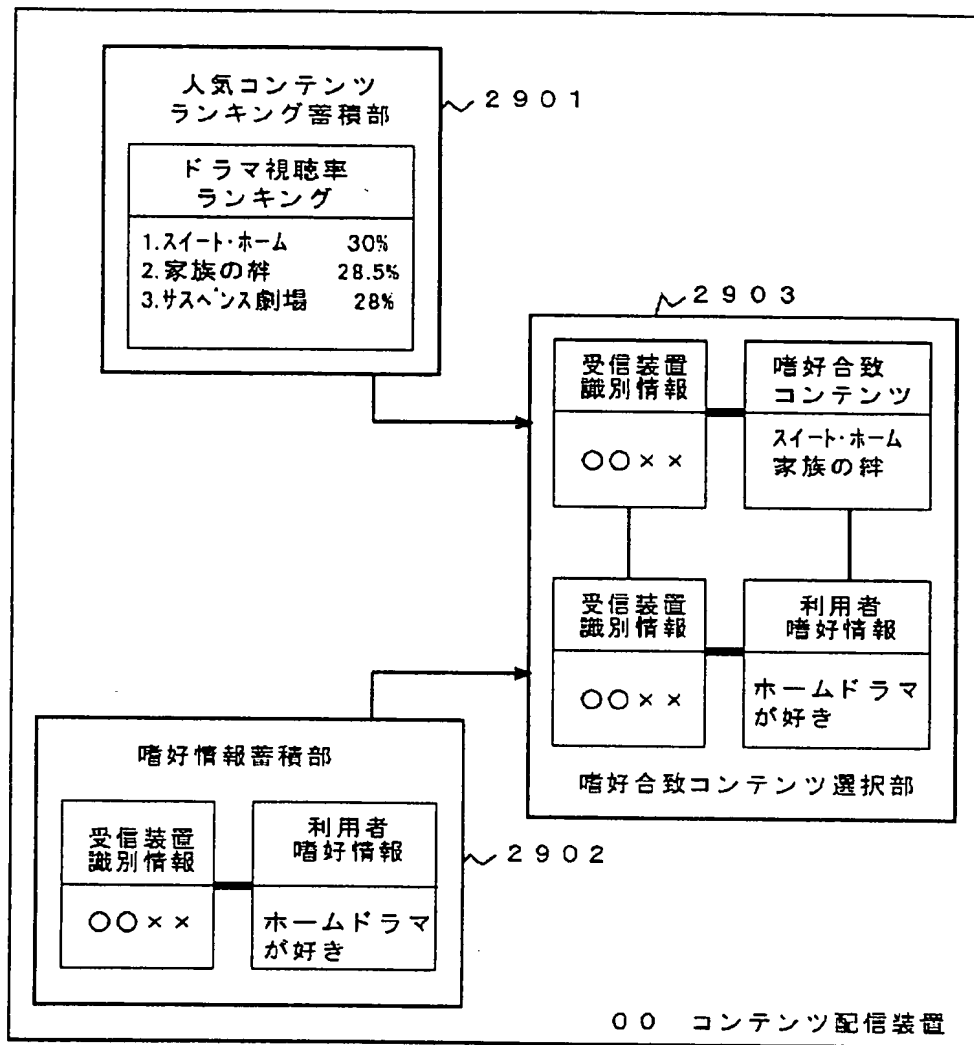 人気コンテンツ
ランキング蓄積部
2901
ドラマ視聴率
ランキング
1.スイート・ホーム 30%
2.家族の絆 28.5%
3.サスペンス劇場 28%
2903
受信装置
識別情報
○○××
嗜好合致
コンテンツ
スイート・ホーム
家族の絆
受信装置
識別情報
○○××
利用者
嗜好情報
ホームドラマ
が好き
嗜好合致コンテンツ選択部
嗜好情報蓄積部
受信装置
識別情報
○○××
利用者
嗜好情報
ホームドラマ
が好き
2902
00 コンテンツ配信装置